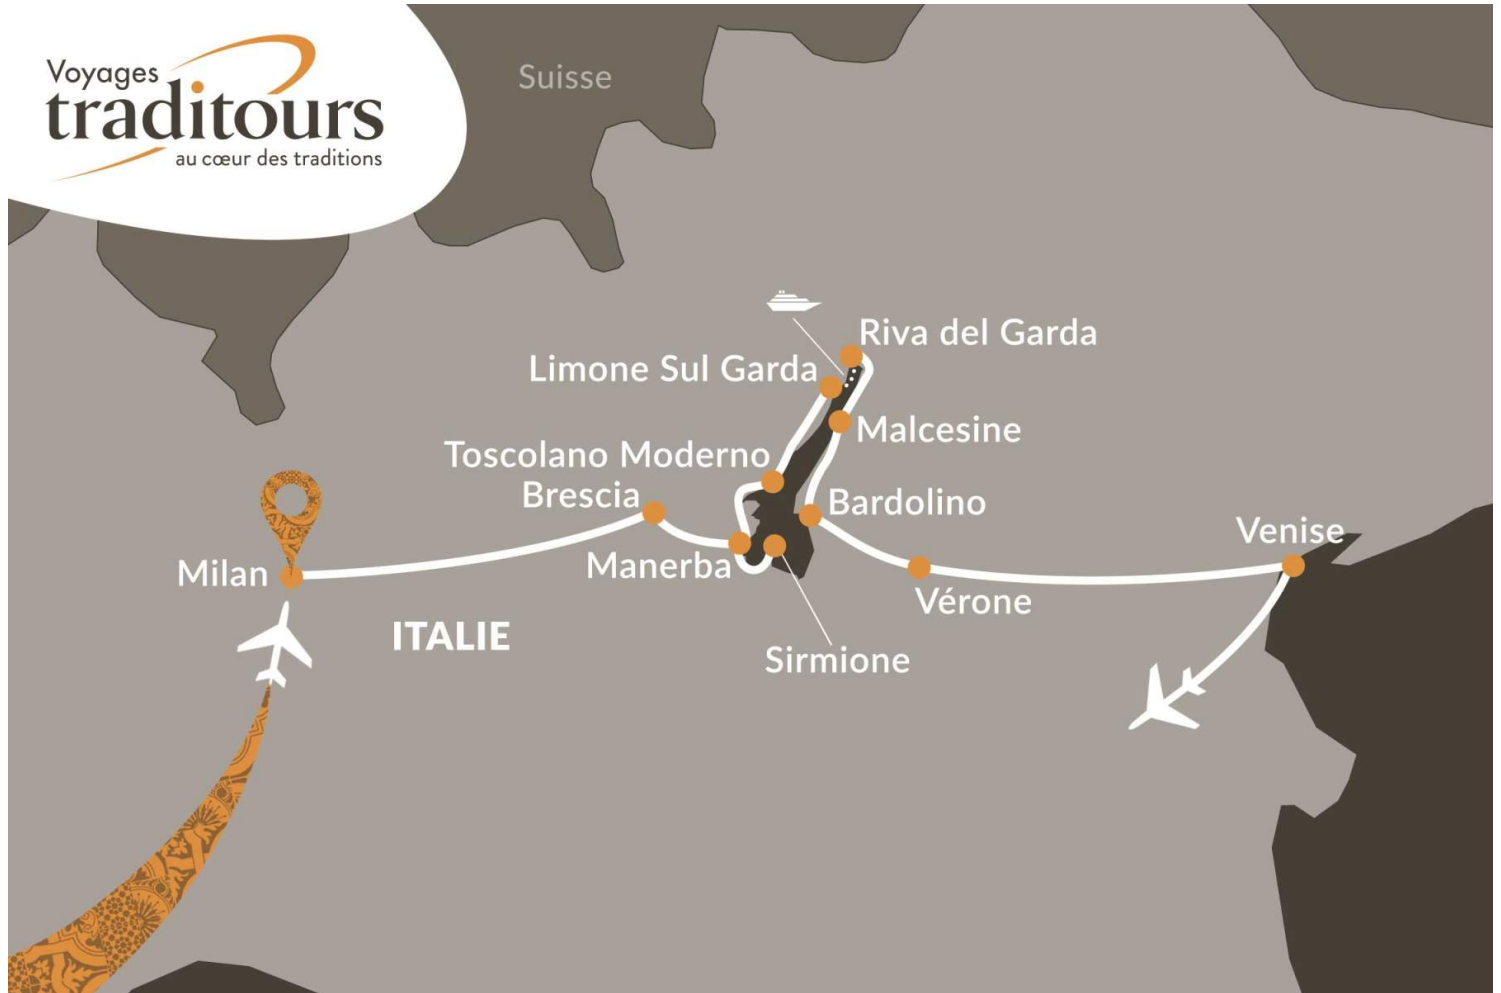 Voyages
traditours
au cœur des traditions
Suisse
Riva del Garda
Limone Sul Garda
Malcesine
Toscolano Moderno
Brescia
Bardolino
Venise
Manerba
Milan
Vérone
ITALIE
Sirmione